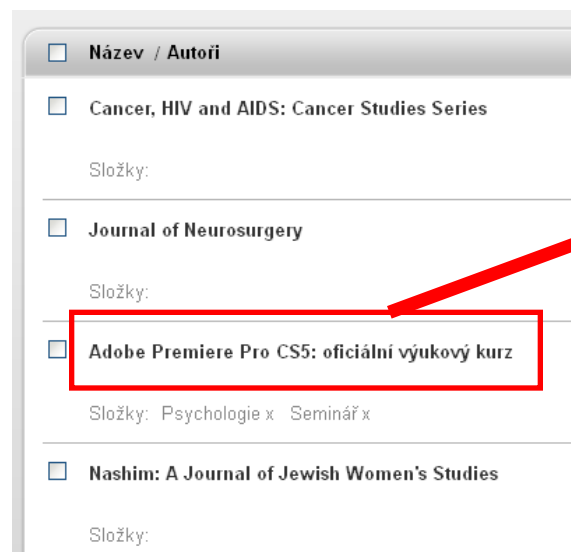 Název / Autoři
Cancer, HIV and AIDS: Cancer Studies Series
Složky:
Journal of Neurosurgery
Složky:
Adobe Premiere Pro CS5: oficiální výukový kurz
Složky: Psychologie x Seminář x
Nashim: A Journal of Jewish Women's Studies
Složky: